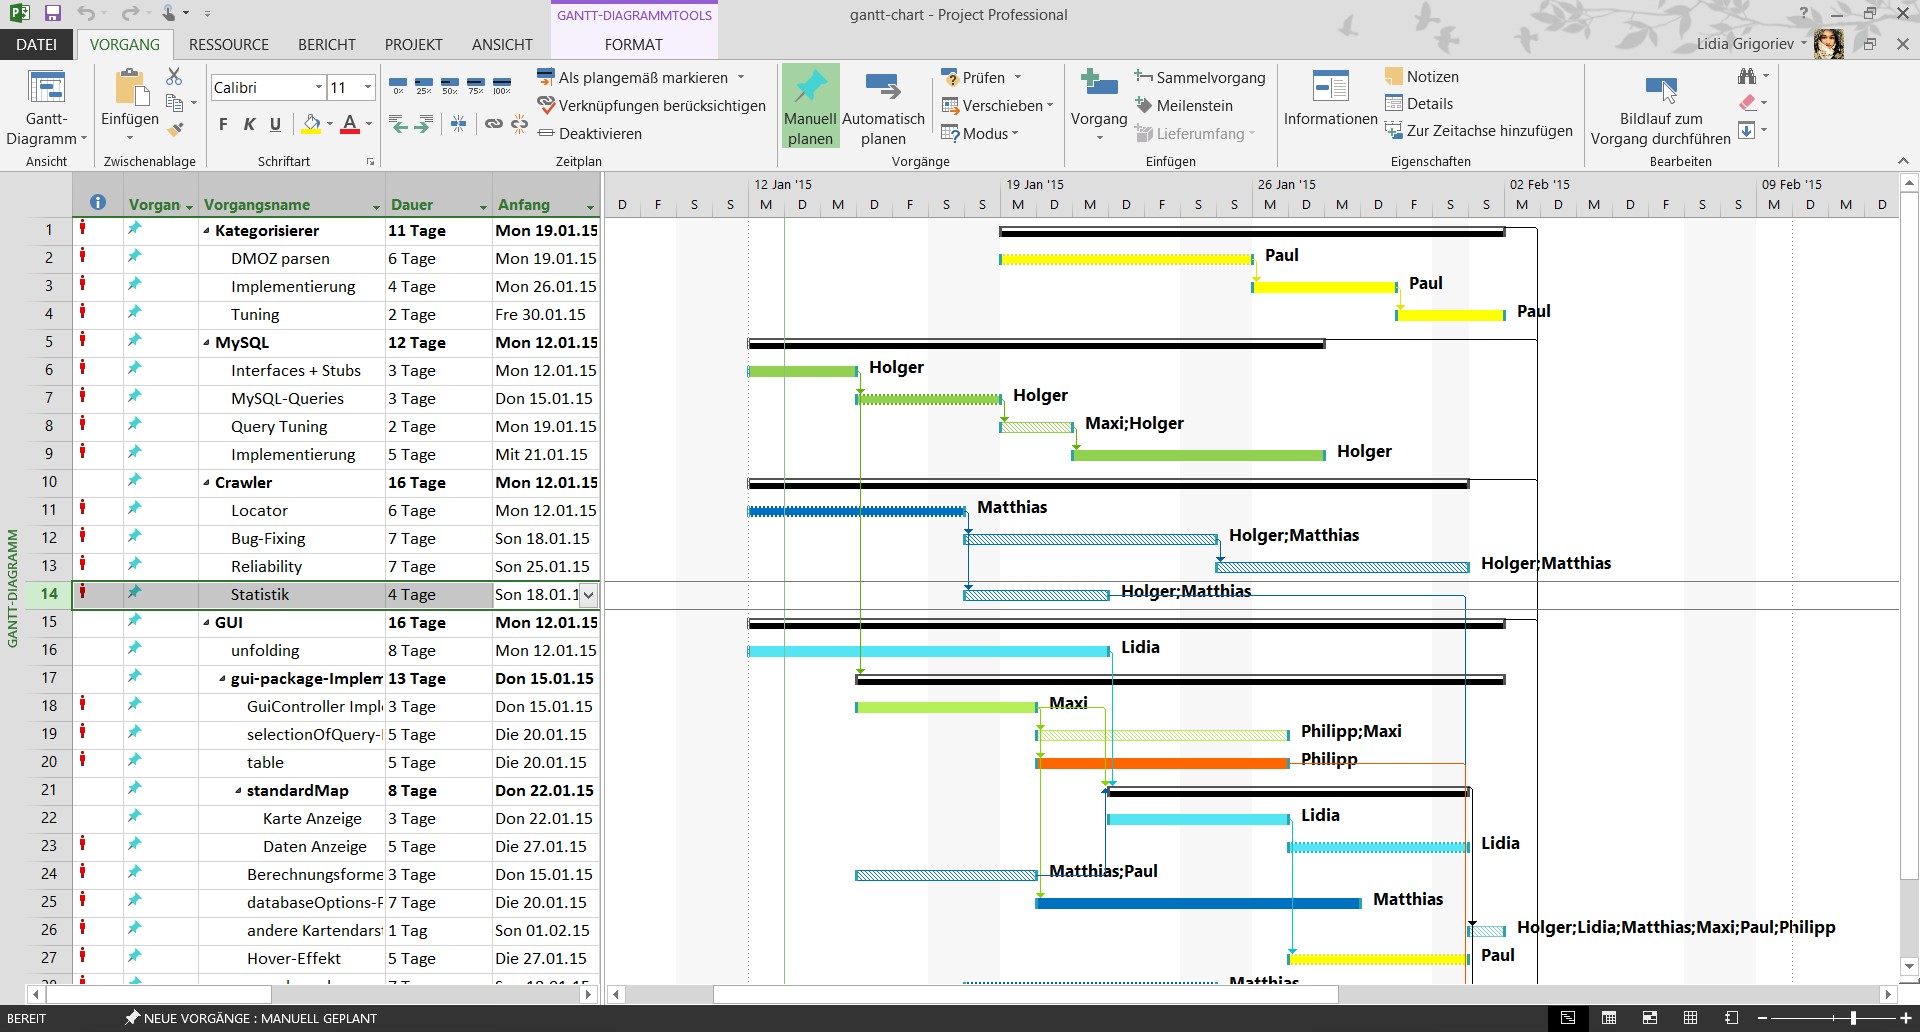 GANTT-DIAGRAMMTOOLS
gantt-chart - Project Professional
DATEI VORGANG RESSOURCE BERICHT PROJEKT ANSICHT FORMAT
Lidia Grigoriev
Gantt-Diagramm
Ansicht
Einfügen
Zwischenablage
Calibri 11
F K U A
Schriftart
0% 25% 50% 75% 100%
Als plangemäß markieren
Verknüpfungen berücksichtigen
Deaktivieren
Zeitplan
Manuell planen
Automatisch planen
Prüfen
Verschieben
Modus
Vorgänge
Vorgang
Sammelvorgang
Meilenstein
Lieferumfang
Einfügen
Informationen
Notizen
Details
Zur Zeitachse hinzufügen
Eigenschaften
Bildlauf zum Vorgang durchführen
Bearbeiten
12 Jan '15 19 Jan '15 26 Jan '15 02 Feb '15 09 Feb '15
Vorgan Vorgangsname Dauer Anfang
D F S S M D M D F S S M D M D F S S M D M D F S S M D M D F S S M D M D
1 Kategorisierer 11 Tage Mon 19.01.15
2 DMOZ parsen 6 Tage Mon 19.01.15 Paul
3 Implementierung 4 Tage Mon 26.01.15 Paul
4 Tuning 2 Tage Fre 30.01.15 Paul
5 MySQL 12 Tage Mon 12.01.15
6 Interfaces + Stubs 3 Tage Mon 12.01.15 Holger
7 MySQL-Queries 3 Tage Don 15.01.15 Holger
8 Query Tuning 2 Tage Mon 19.01.15 Maxi;Holger
9 Implementierung 5 Tage Mit 21.01.15 Holger
10 Crawler 16 Tage Mon 12.01.15
11 Locator 6 Tage Mon 12.01.15 Matthias
12 Bug-Fixing 7 Tage Son 18.01.15 Holger;Matthias
13 Reliability 7 Tage Son 25.01.15 Holger;Matthias
14 Statistik 4 Tage Son 18.01.1 Holger;Matthias
15 GUI 16 Tage Mon 12.01.15
16 unfolding 8 Tage Mon 12.01.15 Lidia
17 gui-package-Implem 13 Tage Don 15.01.15
18 GuiController Impl 3 Tage Don 15.01.15 Maxi
19 selectionOfQuery- 5 Tage Die 20.01.15 Philipp;Maxi
20 table 5 Tage Die 20.01.15 Philipp
21 standardMap 8 Tage Don 22.01.15
22 Karte Anzeige 3 Tage Don 22.01.15 Lidia
23 Daten Anzeige 5 Tage Die 27.01.15 Lidia
24 Berechnungsforme 3 Tage Don 15.01.15 Matthias;Paul
25 databaseOptions-F 7 Tage Die 20.01.15 Matthias
26 andere Kartendarst 1 Tag Son 01.02.15 Holger;Lidia;Matthias;Maxi;Paul;Philipp
27 Hover-Effekt 5 Tage Die 27.01.15 Paul
Matthias
GANTT-DIAGRAMM
BEREIT NEUE VORGÄNGE : MANUELL GEPLANT